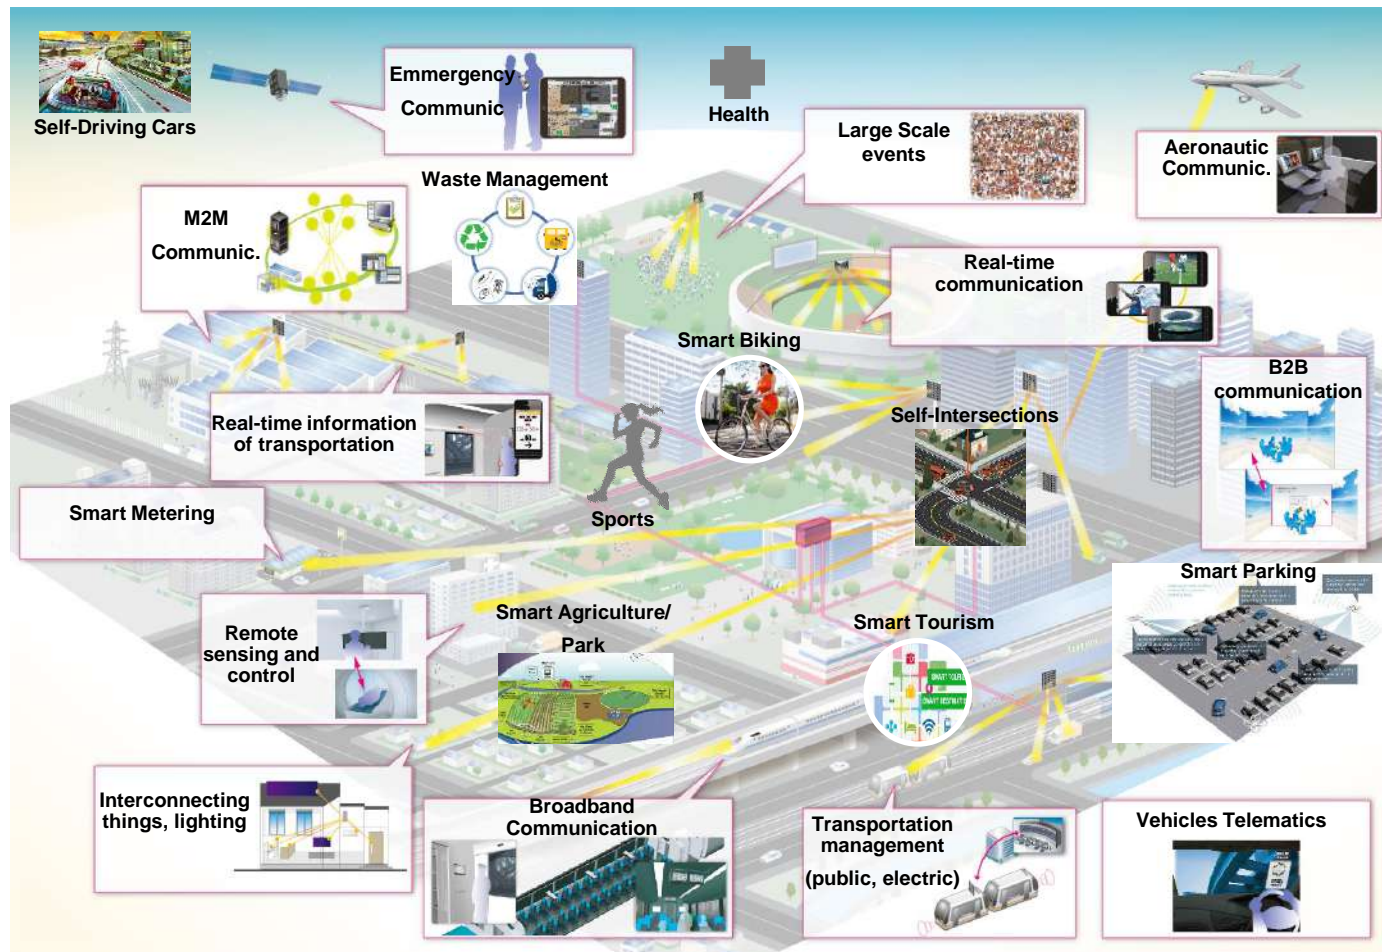 Self-Driving Cars
Emmergency
Communic
Health
Large Scale
events
Aeronautic
Communic.
Waste Management
M2M
Communic.
Real-time
communication
Smart Biking
B2B
communication
Real-time information
of transportation
Self-Intersections
Smart Metering
Sports
Smart Parking
Remote
sensing and
control
Smart Agriculture/
Park
Smart Tourism
Interconnecting
things, lighting
Broadband
Communication
Transportation
management
(public, electric)
Vehicles Telematics